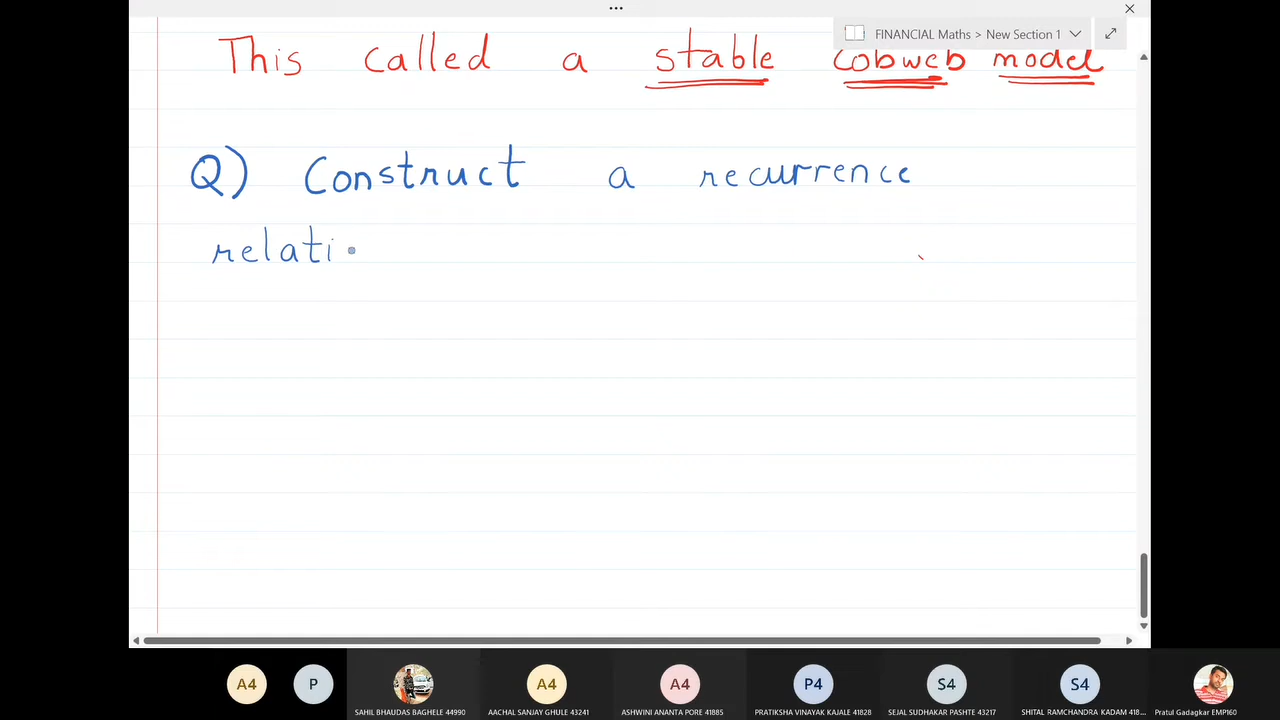 FINANCIAL Maths > New Section 1
This called a stable cobweb model
Q) Construct a recurrence
relati
A4
P
A4
A4
P4
S4
S4
SAHIL BHAUDAS BAGHELE 44990
AACHAL SANJAY GHULE 43241
ASHWINI ANANTA PORE 41885
PRATIKSHA VINAYAK KAJALE 41828
SEJAL SUDHAKAR PASHTE 43217
SHITAL RAMCHANDRA KADAM 418...
Pratul Gadagkar EMP160